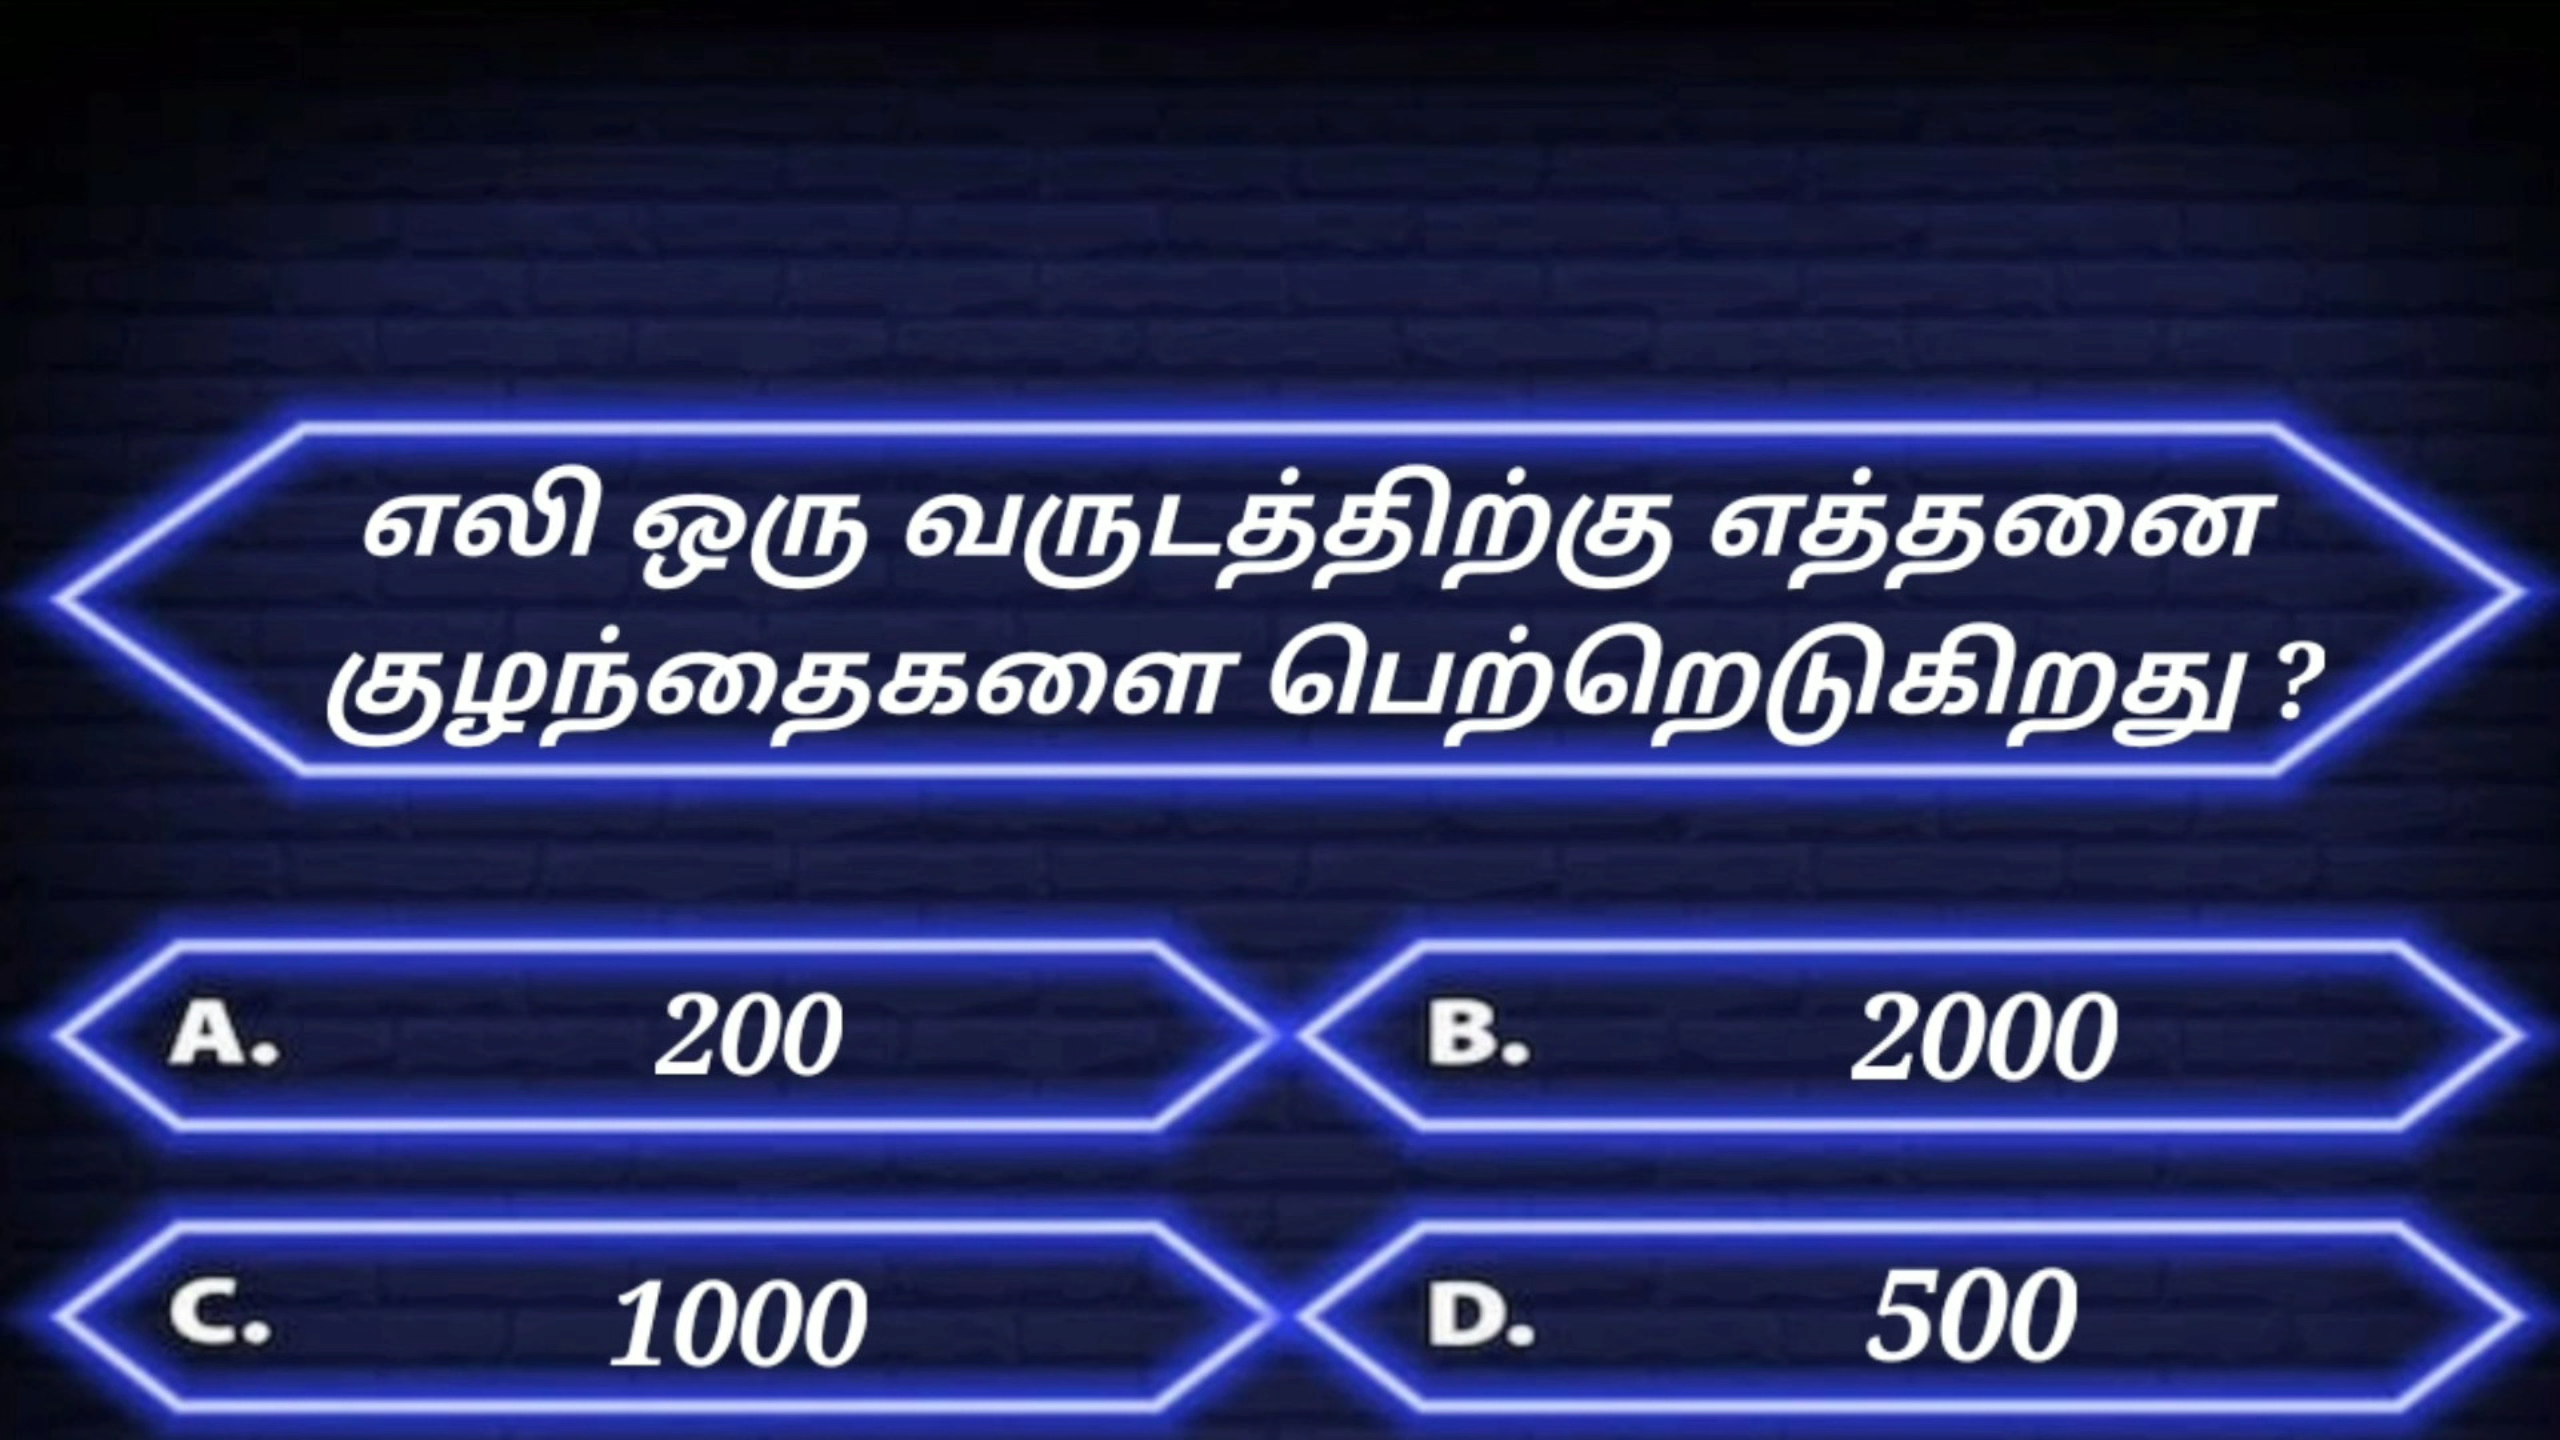 எலி ஒரு வருடத்திற்கு எத்தனை
குழந்தைகளை பெற்றெடுகிறது ?
A. 200
B. 2000
C. 1000
D. 500